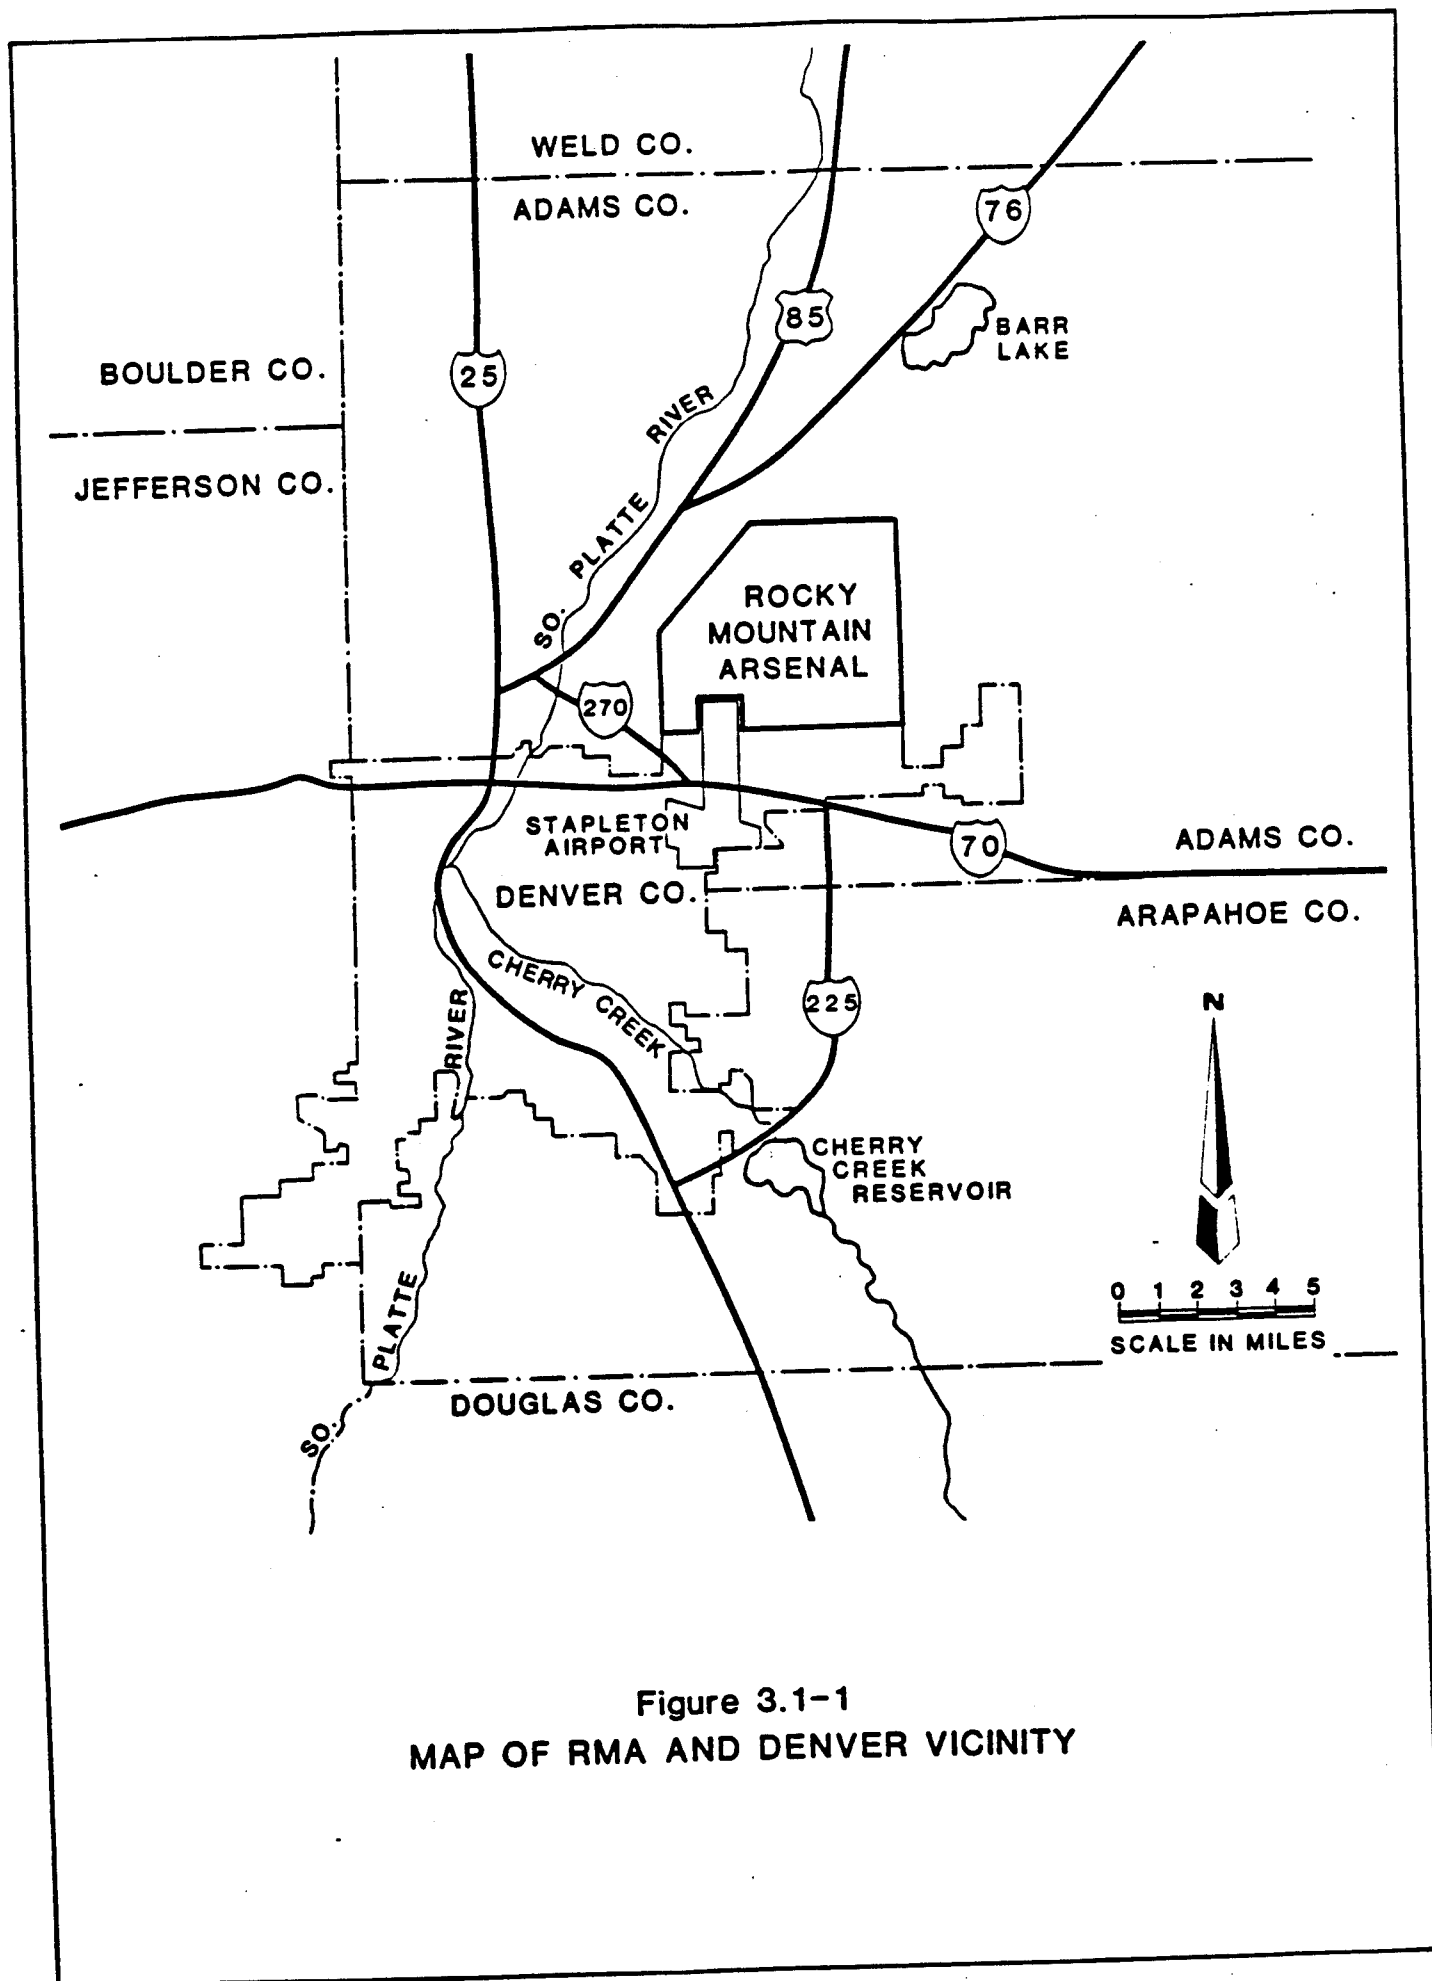 WELD CO.
ADAMS CO.
76
85
BARR
LAKE
BOULDER CO.
25
JEFFERSON CO.
SO. PLATTE RIVER
ROCKY
MOUNTAIN
ARSENAL
270
STAPLETON
AIRPORT
70
ADAMS CO.
DENVER CO.
ARAPAHOE CO.
CHERRY CREEK
225
N
SO. PLATTE RIVER
CHERRY
CREEK
RESERVOIR
0 1 2 3 4 5
SCALE IN MILES
DOUGLAS CO.
Figure 3.1-1
MAP OF RMA AND DENVER VICINITY